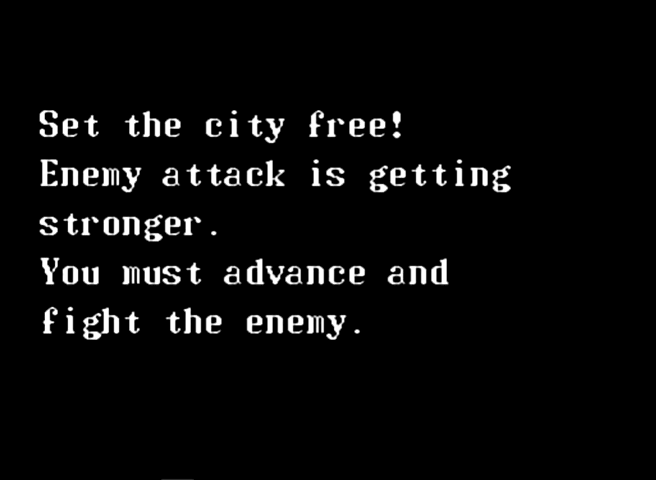 Set the city free!
Enemy attack is getting
stronger.
You must advance and
fight the enemy.